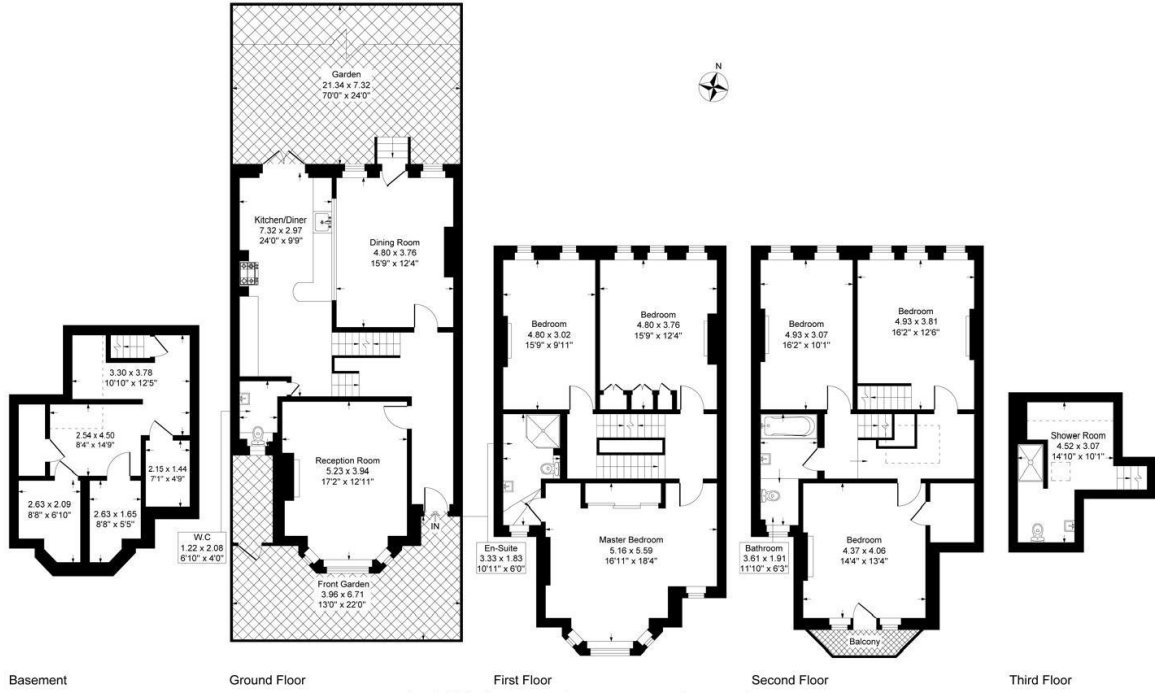 N
Garden
21.34 x 7.32
70'0" x 24'0"
Kitchen/Diner
7.32 x 2.97
24'0" x 9'9"
Dining Room
4.80 x 3.76
15'9" x 12'4"
Reception Room
5.23 x 3.94
17'2" x 12'11"
W.C
1.22 x 2.08
6'10" x 4'0"
IN
Front Garden
3.96 x 6.71
13'0" x 22'0"
3.30 x 3.78
10'10" x 12'5"
2.54 x 4.50
8'4" x 14'9"
2.15 x 1.44
7'1" x 4'9"
2.63 x 2.09
8'8" x 6'10"
2.63 x 1.65
8'8" x 5'5"
Bedroom
4.80 x 3.02
15'9" x 9'11"
Bedroom
4.80 x 3.76
15'9" x 12'4"
En-Suite
3.33 x 1.83
10'11" x 6'0"
Master Bedroom
5.16 x 5.59
16'11" x 18'4"
Bedroom
4.93 x 3.07
16'2" x 10'1"
Bedroom
4.93 x 3.81
16'2" x 12'6"
Bathroom
3.61 x 1.91
11'10" x 6'3"
Bedroom
4.37 x 4.06
14'4" x 13'4"
Balcony
Shower Room
4.52 x 3.07
14'10" x 10'1"
Basement
Ground Floor
First Floor
Second Floor
Third Floor